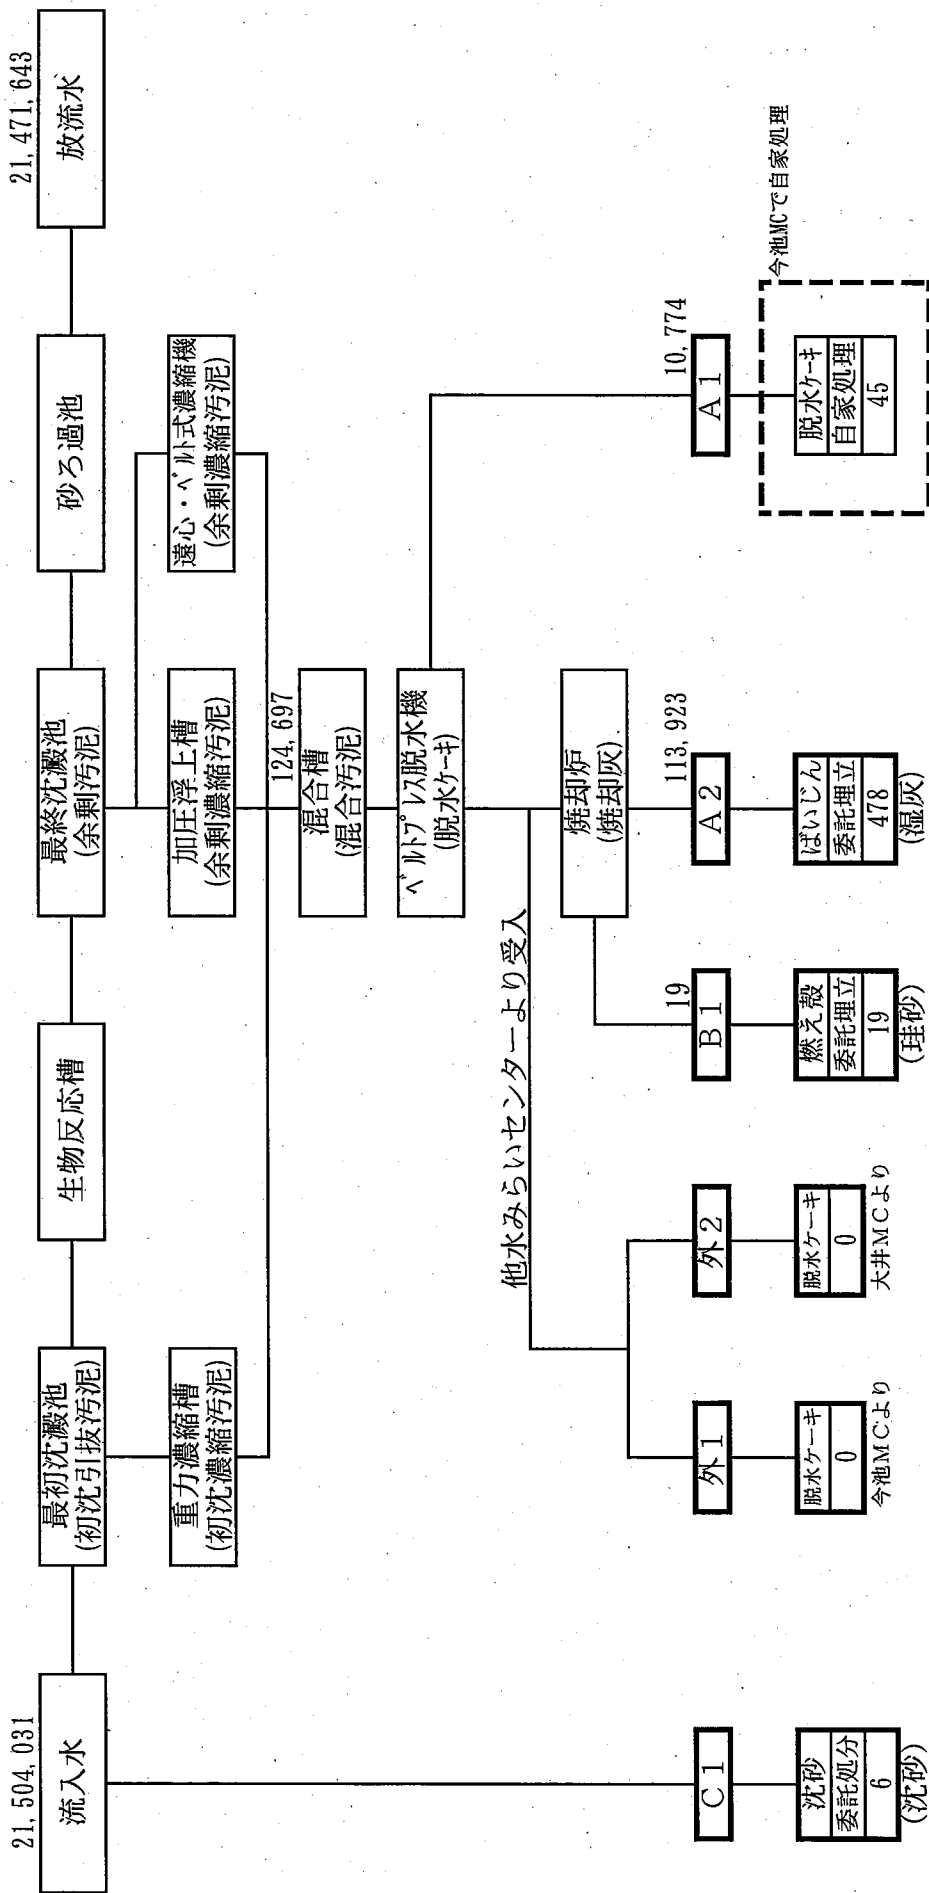 21,504,031
流入水
最初沈澱池
(初沈引抜汚泥)
生物反応槽
最終沈澱池
(余剰汚泥)
砂ろ過池
21,471,643
放流水
重力濃縮槽
(初沈濃縮汚泥)
加圧浮上槽
(余剰濃縮汚泥)
遠心・ベルト式濃縮機
(余剰濃縮汚泥)
124,697
混合槽
(混合汚泥)
ベルトプレス脱水機
(脱水ケーキ)
他水みらいセンターより受入
焼却炉
(焼却灰)
C1
外1
外2
19
B1
113,923
A2
10,774
A1
沈砂
委託処分
6
(沈砂)
脱水ケーキ
0
今池MCより
脱水ケーキ
0
大井MCより
燃え殻
委託埋立
19
(珪砂)
ばいじん
委託埋立
478
(湿灰)
今池MCで自家処理
脱水ケーキ
自家処理
45